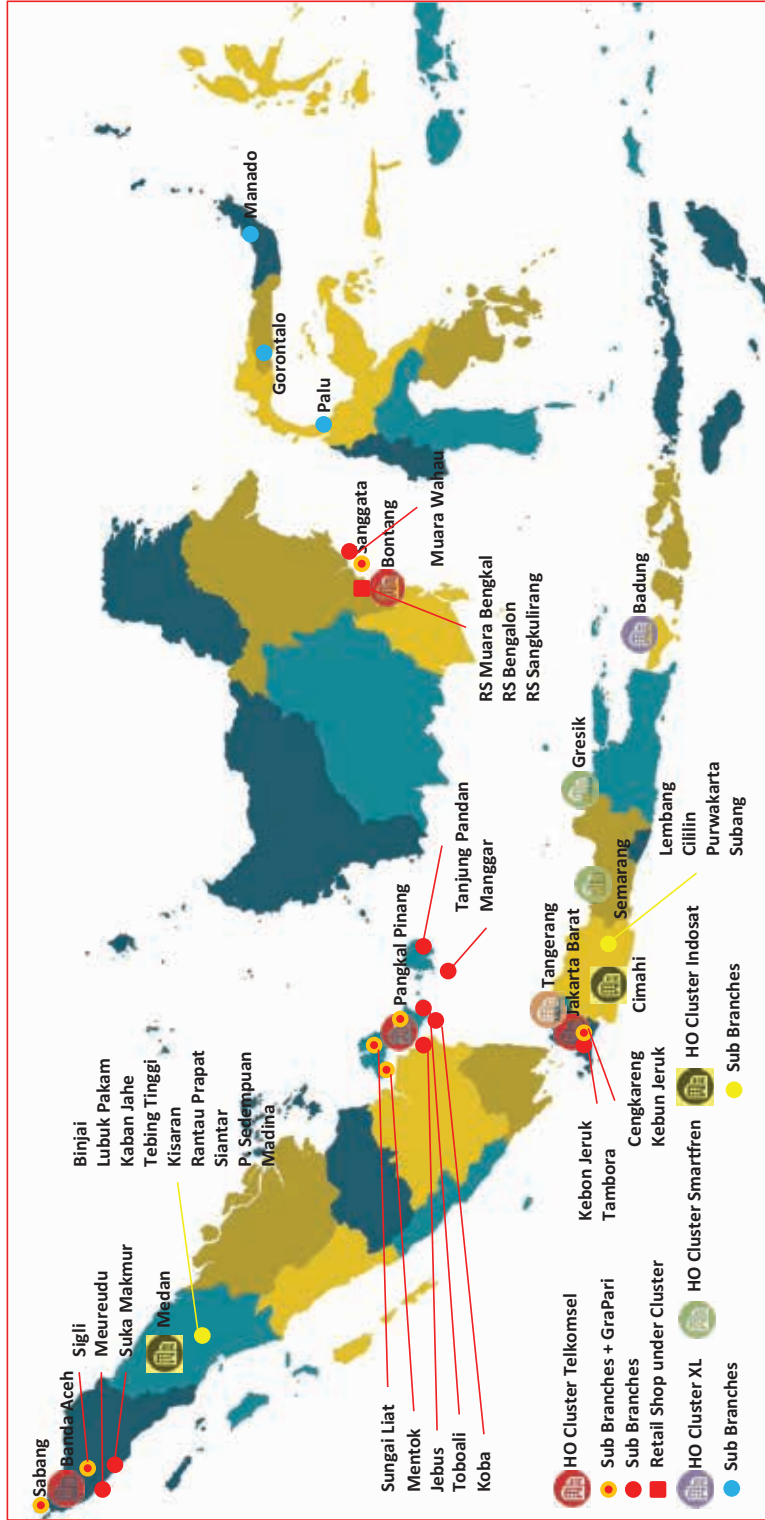 Sabang
Banda Aceh
Sigli
Meureudu
Suka Makmur
Medan
Binjai
Lubuk Pakam
Kaban Jahe
Tebing Tinggi
Kisaran
Rantau Prapat
Siantar
P. Sedempuan
Madina
Sungai Liat
Mentok
Jebus
Toboali
Koba
Pangkal Pinang
Tanjung Pandan
Manggar
RS Muara Bengkal
RS Bengalon
RS Sangkulirang
Sanggata
Bontang
Muara Wahau
Palu
Gorontalo
Manado
Tangerang
Jakarta Barat
Kebon Jeruk
Tambora
Cengkareng
Kebun Jeruk
Cimahi
Lembang
Cililin
Purwakarta
Subang
Semarang
Gresik
Badung
HO Cluster Telkomsel
Sub Branches + GraPari
Sub Branches
Retail Shop under Cluster
HO Cluster XL
Sub Branches
HO Cluster Smartfren
HO Cluster Indosat
Sub Branches